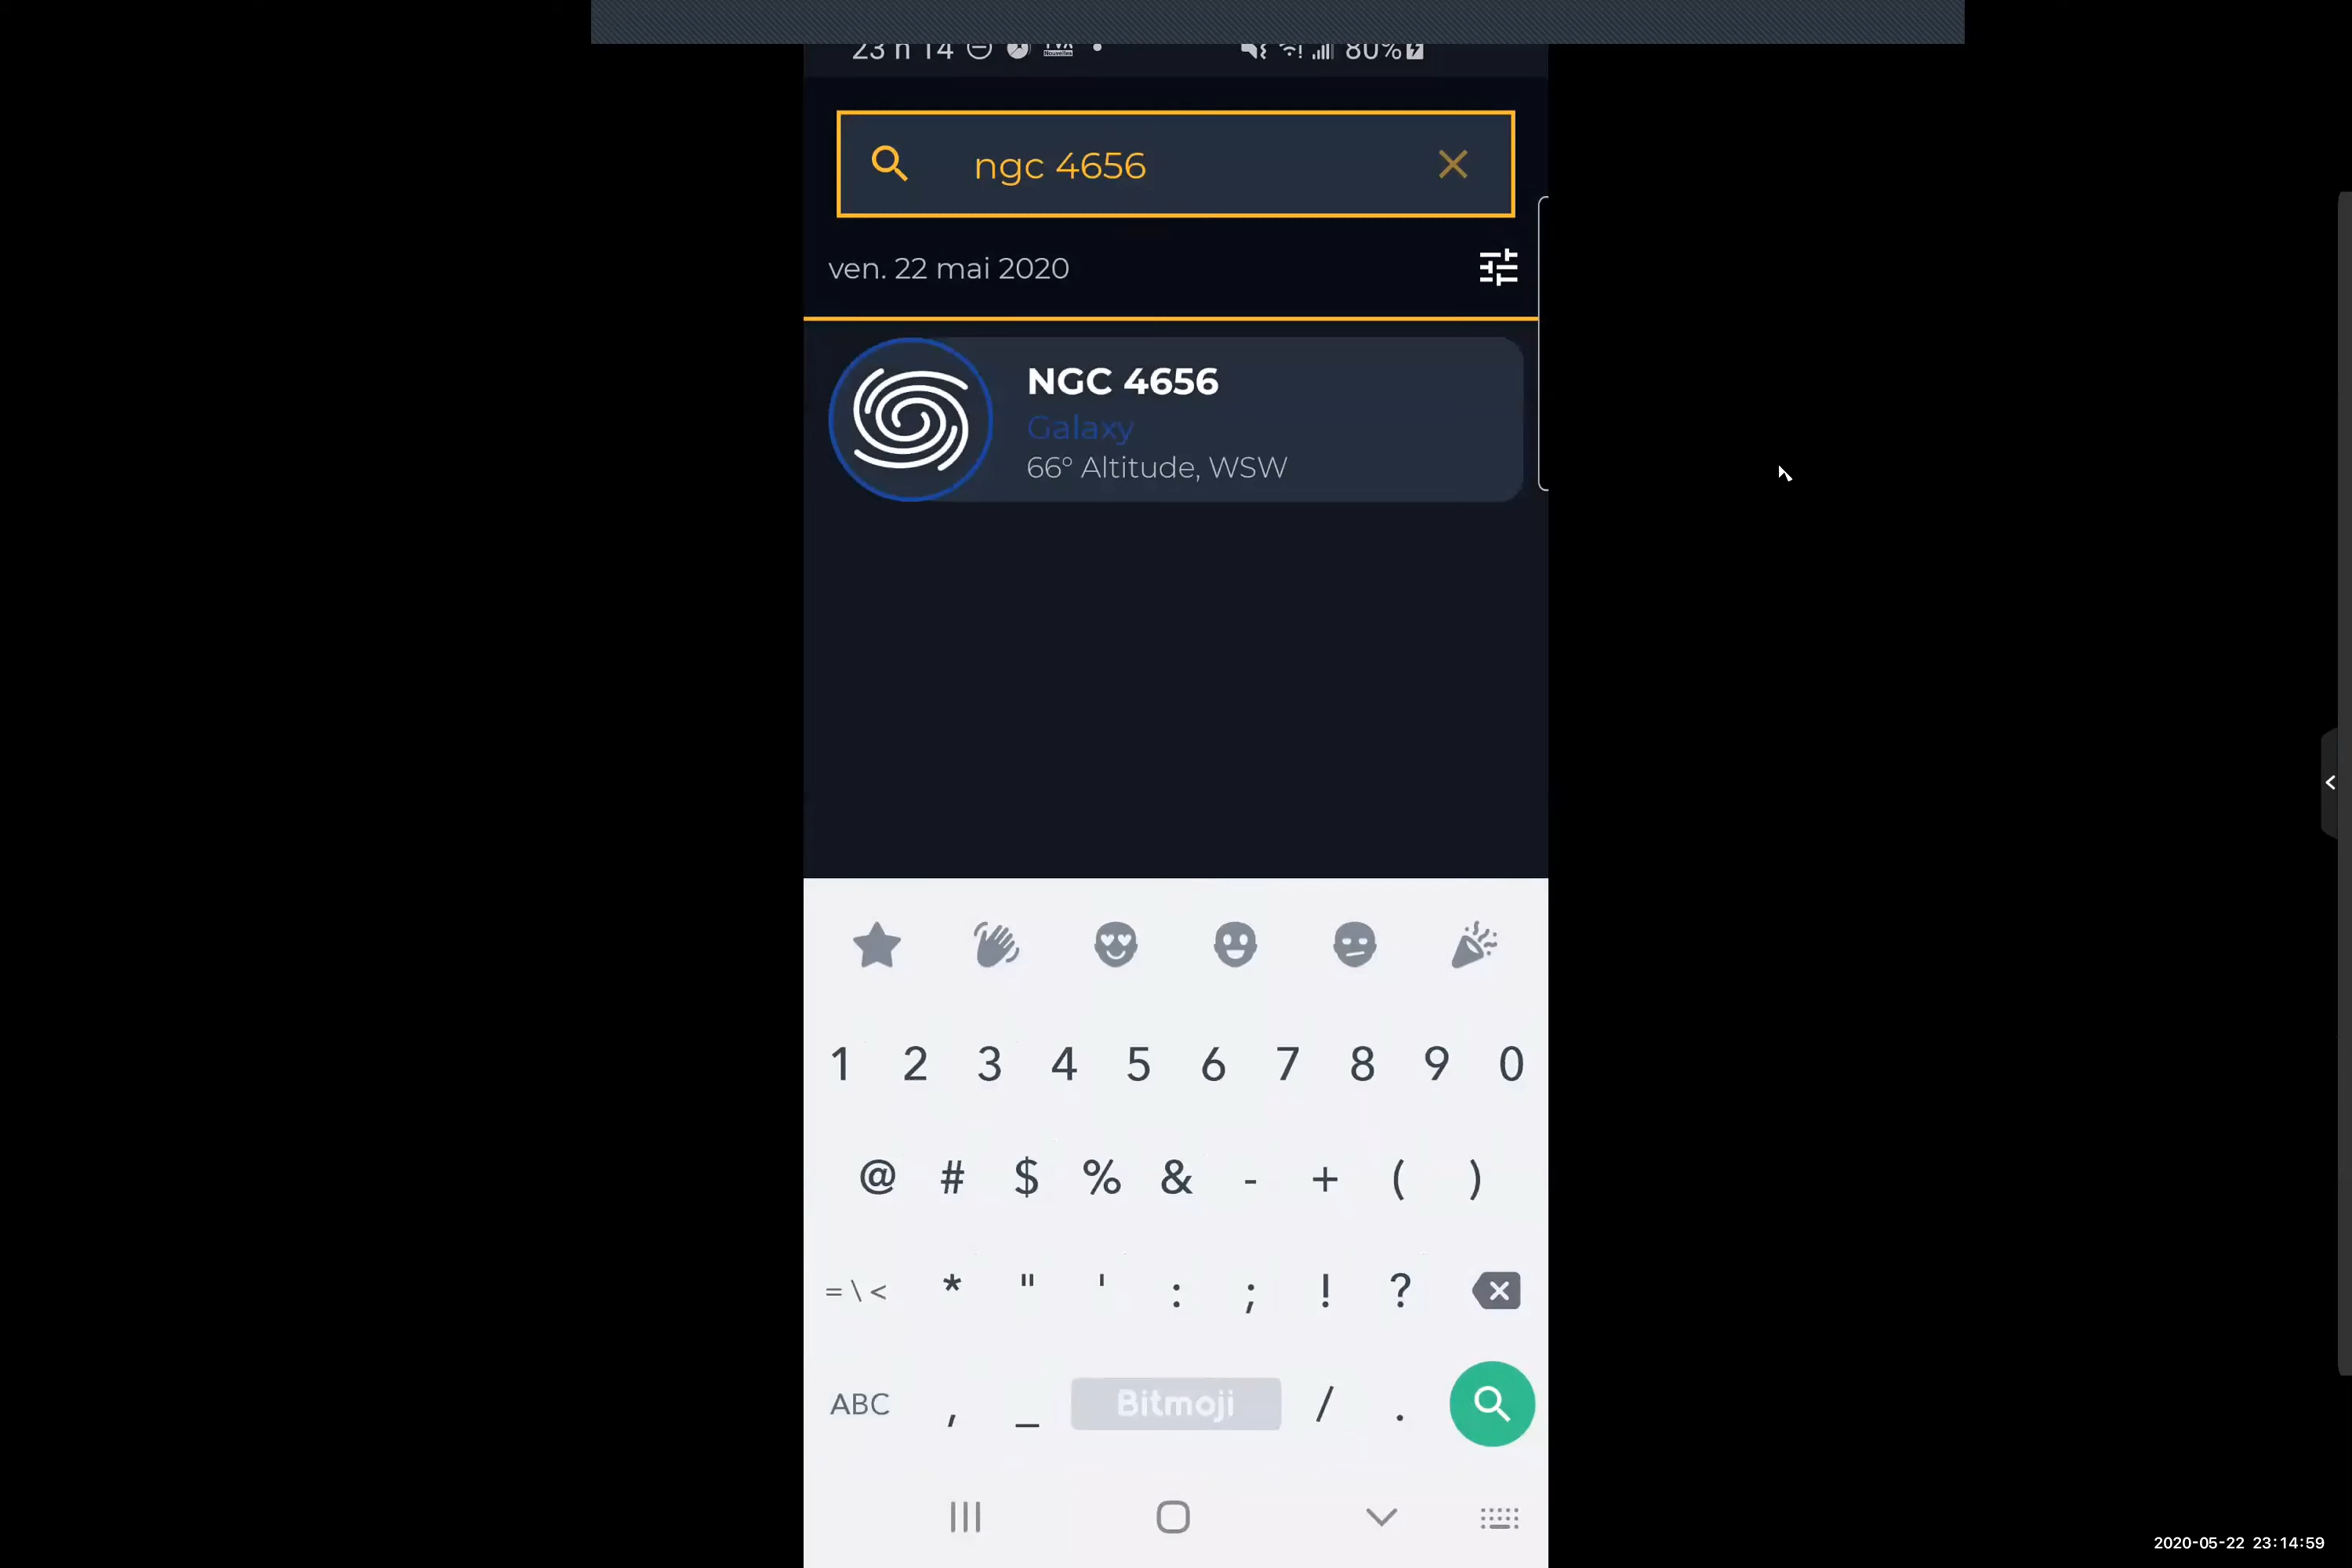 23 h 14 80%
ngc 4656
ven. 22 mai 2020
NGC 4656
Galaxy
66° Altitude, WSW
1 2 3 4 5 6 7 8 9 0
@ # $ % & - + ( )
= \ < * " ' : ; ! ?
ABC , _ Bitmoji / .
2020-05-22 23:14:59